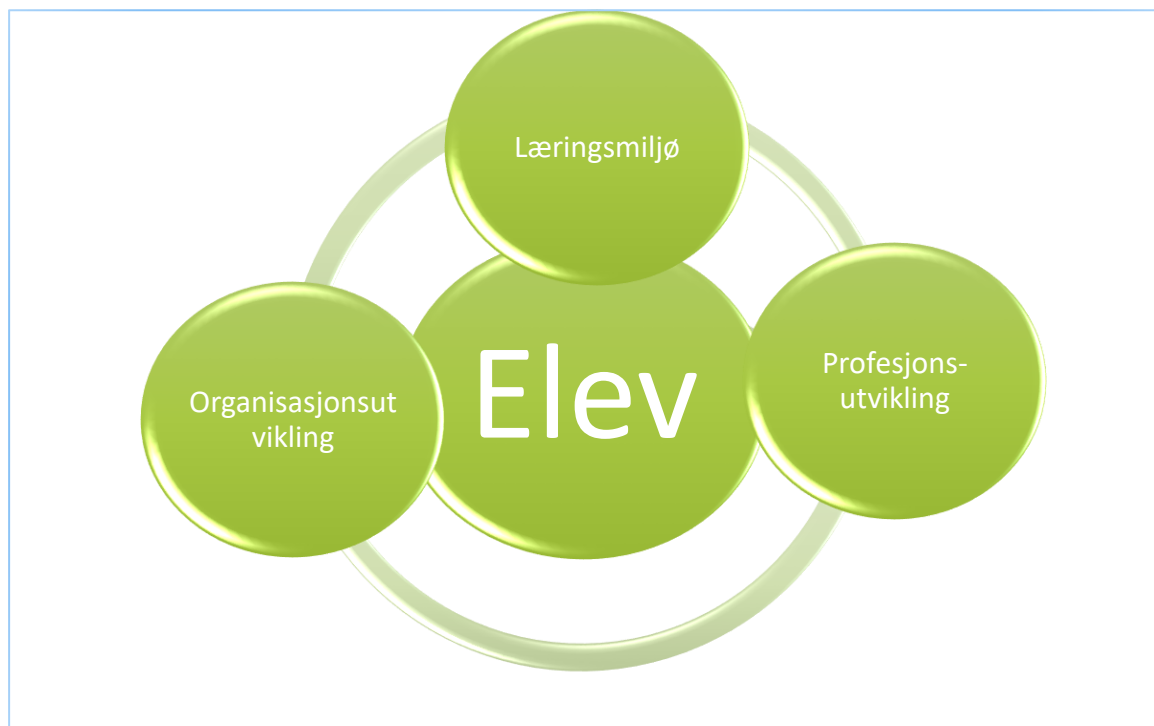 Læringsmiljø
Organisasjonsut
vikling
Elev
Profesjons-
utvikling